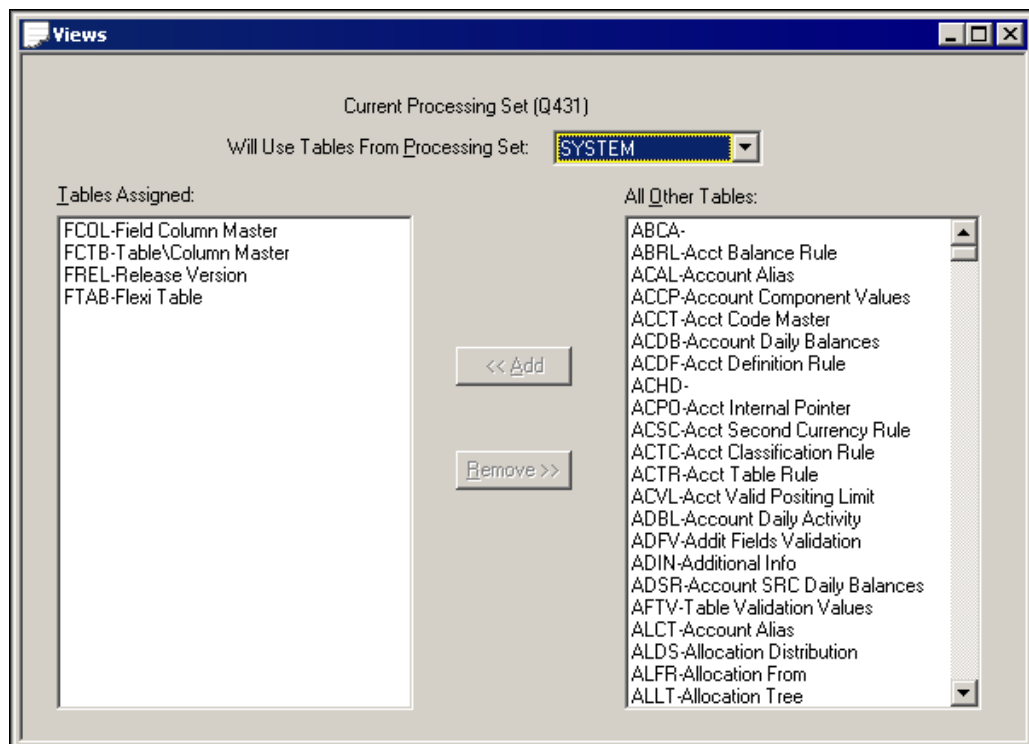 Views
Current Processing Set (Q431)
Will Use Tables From Processing Set:
SYSTEM
Tables Assigned:
FCOL-Field Column Master
FCTB-Table\Column Master
FREL-Release Version
FTAB-Flexi Table
<< Add
Remove >>
All Other Tables:
ABCA-
ABRL-Acct Balance Rule
ACAL-Account Alias
ACCP-Account Component Values
ACCT-Acct Code Master
ACDB-Account Daily Balances
ACDF-Acct Definition Rule
ACHD-
ACPO-Acct Internal Pointer
ACSC-Acct Second Currency Rule
ACTC-Acct Classification Rule
ACTR-Acct Table Rule
ACVL-Acct Valid Positing Limit
ADBL-Account Daily Activity
ADFV-Addit Fields Validation
ADIN-Additional Info
ADSR-Account SRC Daily Balances
AFTV-Table Validation Values
ALCT-Account Alias
ALDS-Allocation Distribution
ALFR-Allocation From
ALLT-Allocation Tree